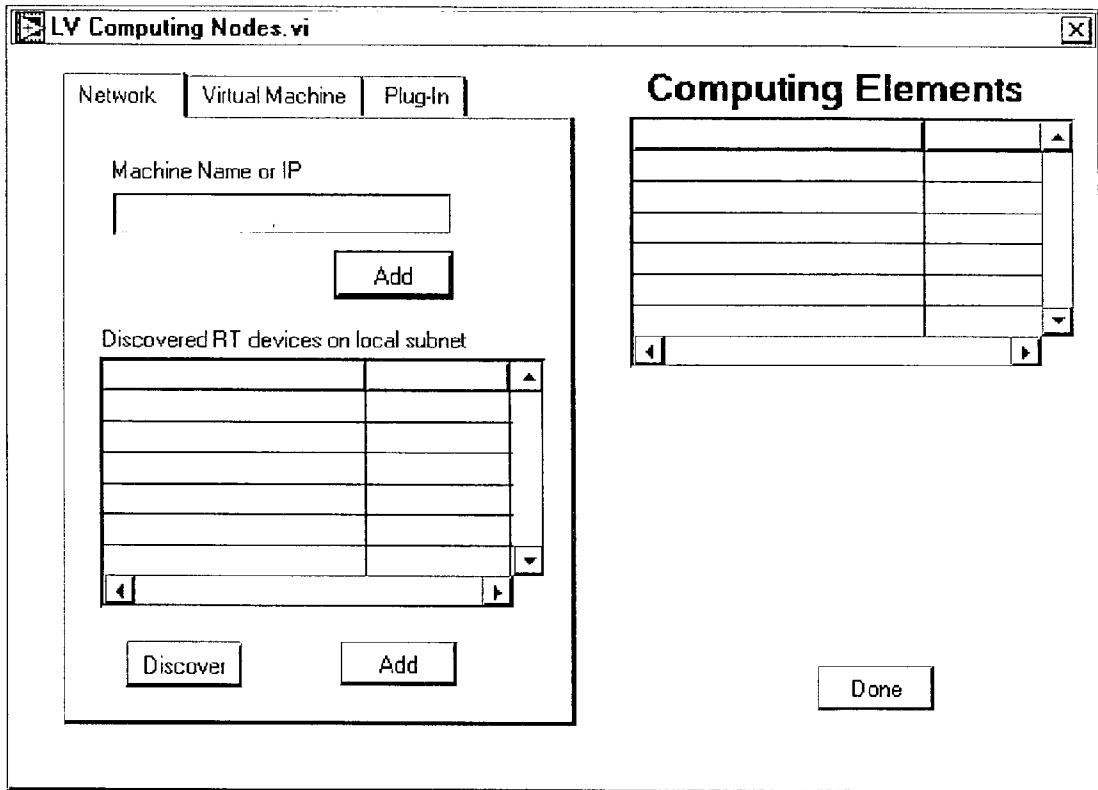 LV Computing Nodes.vi
Network Virtual Machine Plug-In
Computing Elements
Machine Name or IP
Add
Discovered RT devices on local subnet
Discover Add
Done